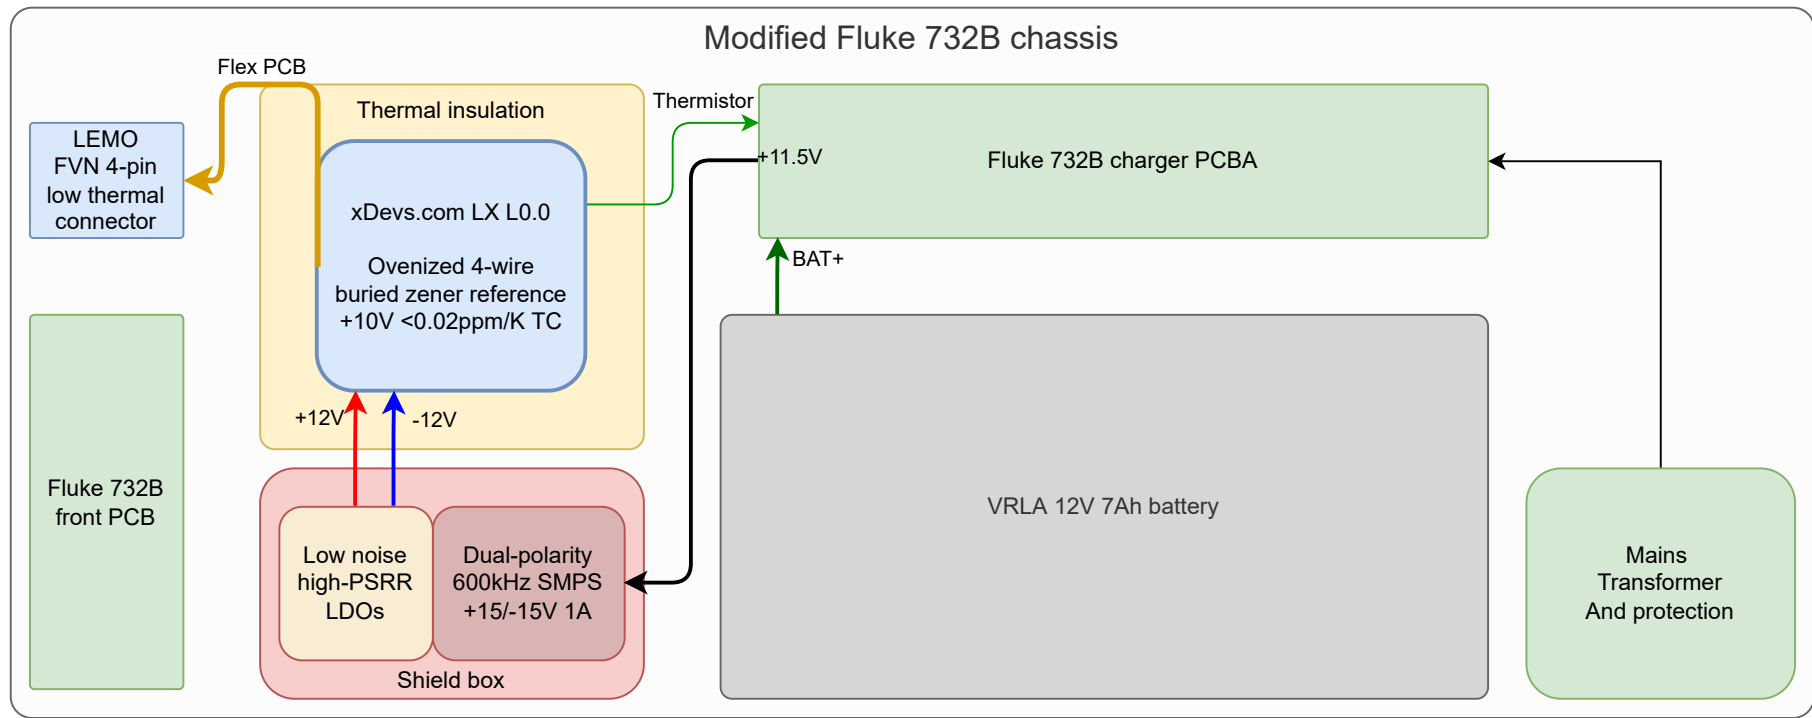 Modified Fluke 732B chassis
Flex PCB
Thermal insulation
Thermistor
LEMO
FVN 4-pin
low thermal
connector
xDevs.com LX L0.0
Ovenized 4-wire
buried zener reference
+10V <0.02ppm/K TC
+11.5V
Fluke 732B charger PCBA
BAT+
+12V
-12V
Fluke 732B
front PCB
Low noise
high-PSRR
LDOs
Dual-polarity
600kHz SMPS
+15/-15V 1A
Shield box
VRLA 12V 7Ah battery
Mains
Transformer
And protection